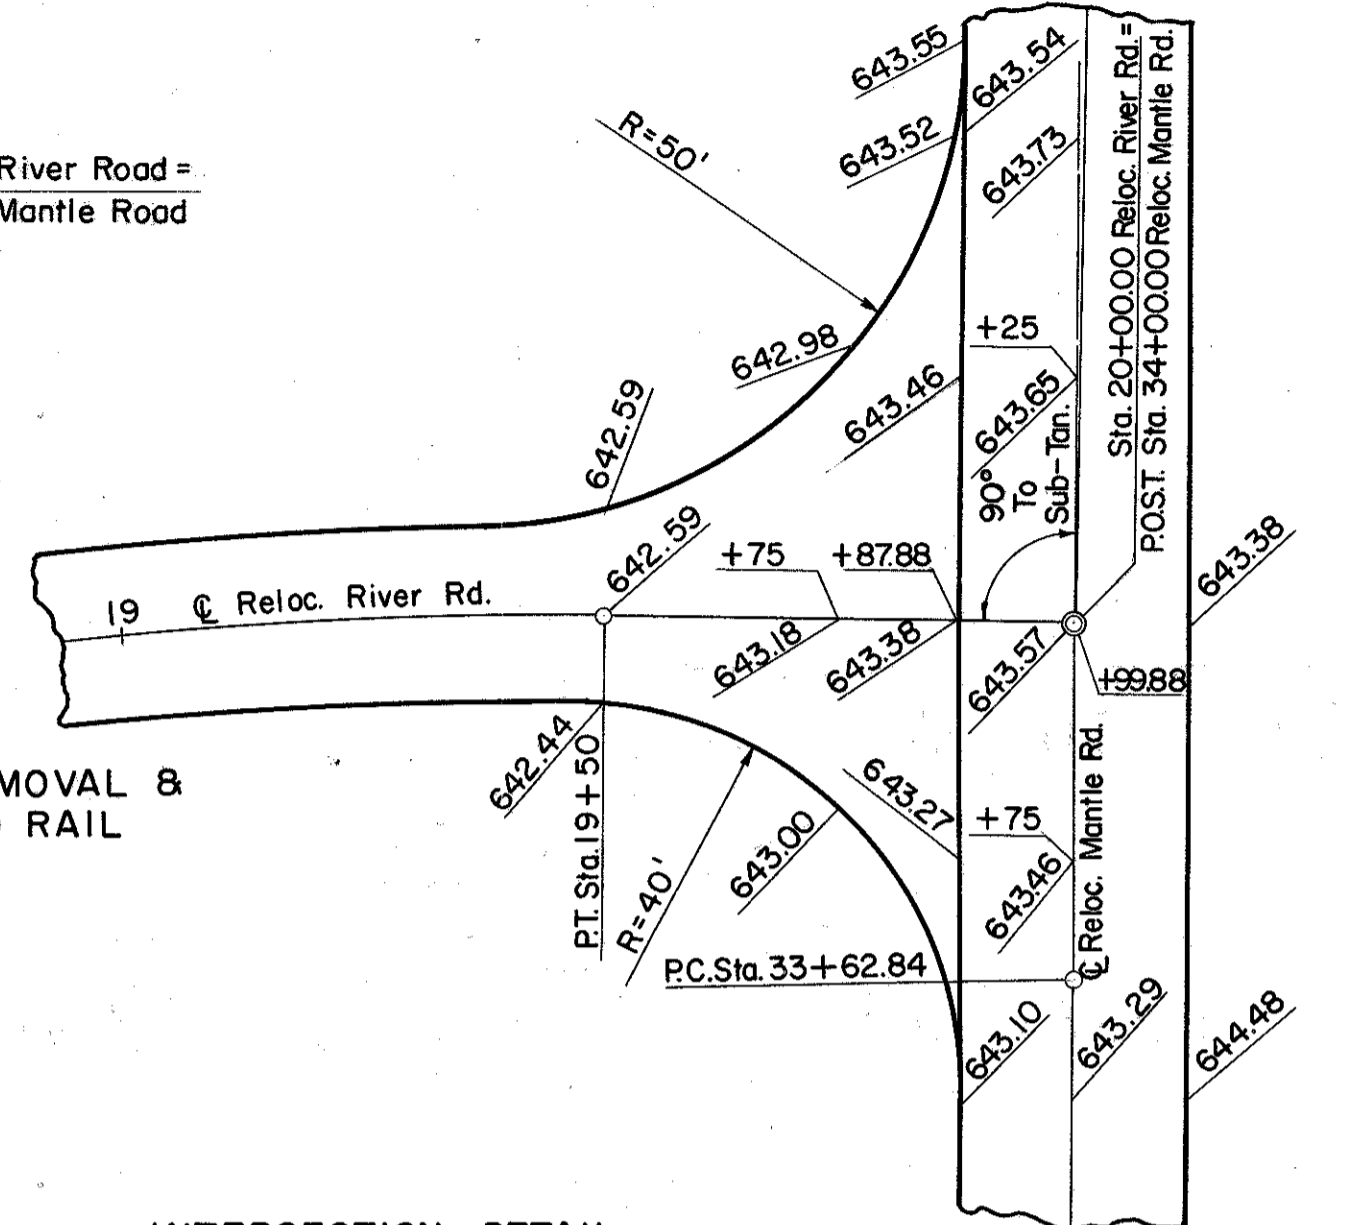 643.55
643.54
R=50'
643.52
643.73
River Road =
Mantle Road
Sta. 20+00.00 Reloc. River Rd. =
P.O.S.T. Sta. 34+00.00 Reloc. Mantle Rd.
+25
642.98
643.46
643.65
642.59
90°
To
Sub-Tan.
642.59
+75
+87.88
643.38
19
℄ Reloc. River Rd.
643.18
643.38
643.57
+99.88
642.44
P.T. Sta. 19+50
MOVAL &
RAIL
643.27
+75
643.00
643.46
℄ Reloc. Mantle Rd.
R=40'
P.C. Sta. 33+62.84
643.10
643.29
644.48